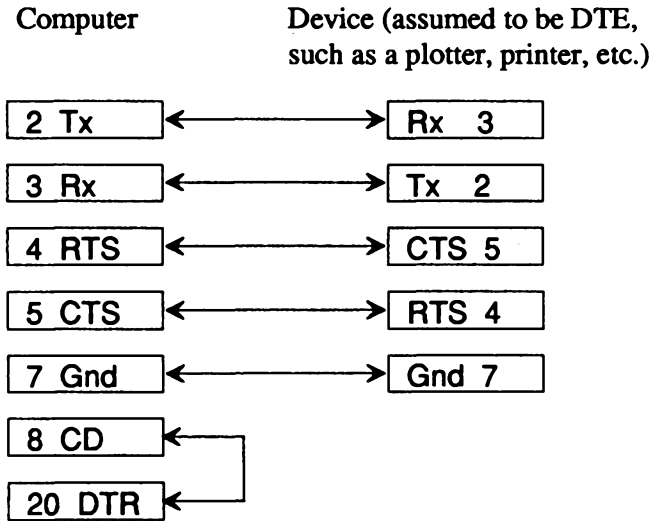 Computer
Device (assumed to be DTE,
such as a plotter, printer, etc.)
2 Tx
Rx 3
3 Rx
Tx 2
4 RTS
CTS 5
5 CTS
RTS 4
7 Gnd
Gnd 7
8 CD
20 DTR